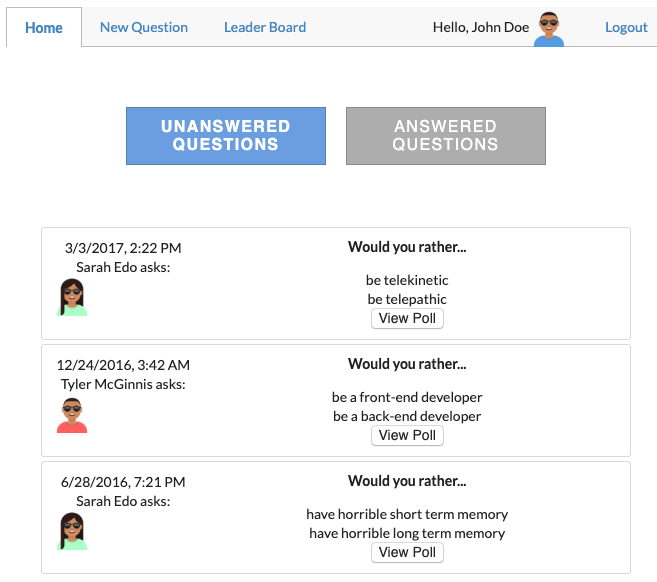 Home New Question Leader Board Hello, John Doe Logout
UNANSWERED
QUESTIONS
ANSWERED
QUESTIONS
3/3/2017, 2:22 PM
Sarah Edo asks:
Would you rather...
be telekinetic
be telepathic
View Poll
12/24/2016, 3:42 AM
Tyler McGinnis asks:
Would you rather...
be a front-end developer
be a back-end developer
View Poll
6/28/2016, 7:21 PM
Sarah Edo asks:
Would you rather...
have horrible short term memory
have horrible long term memory
View Poll